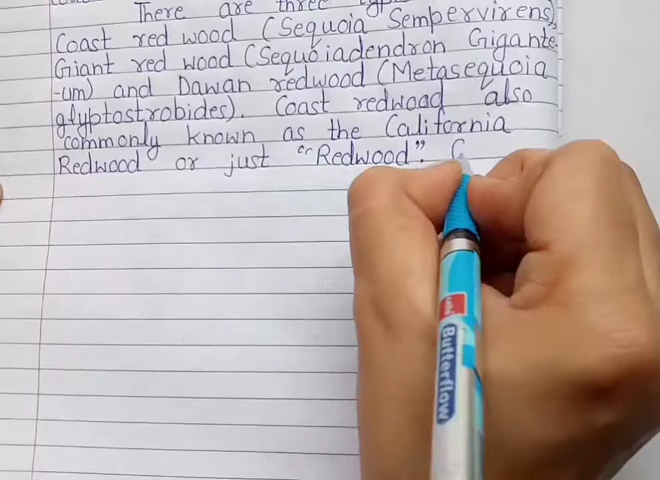 There are three
Coast red wood (Sequoia Sempervirens),
Giant red wood (Sequoiadendron Gigante
-um) and Dawan redwood (Metasequoia
glyptostrobides). Coast redwood also
commonly known as the California
Redwood or just "Redwood". C
cello
Butterflow